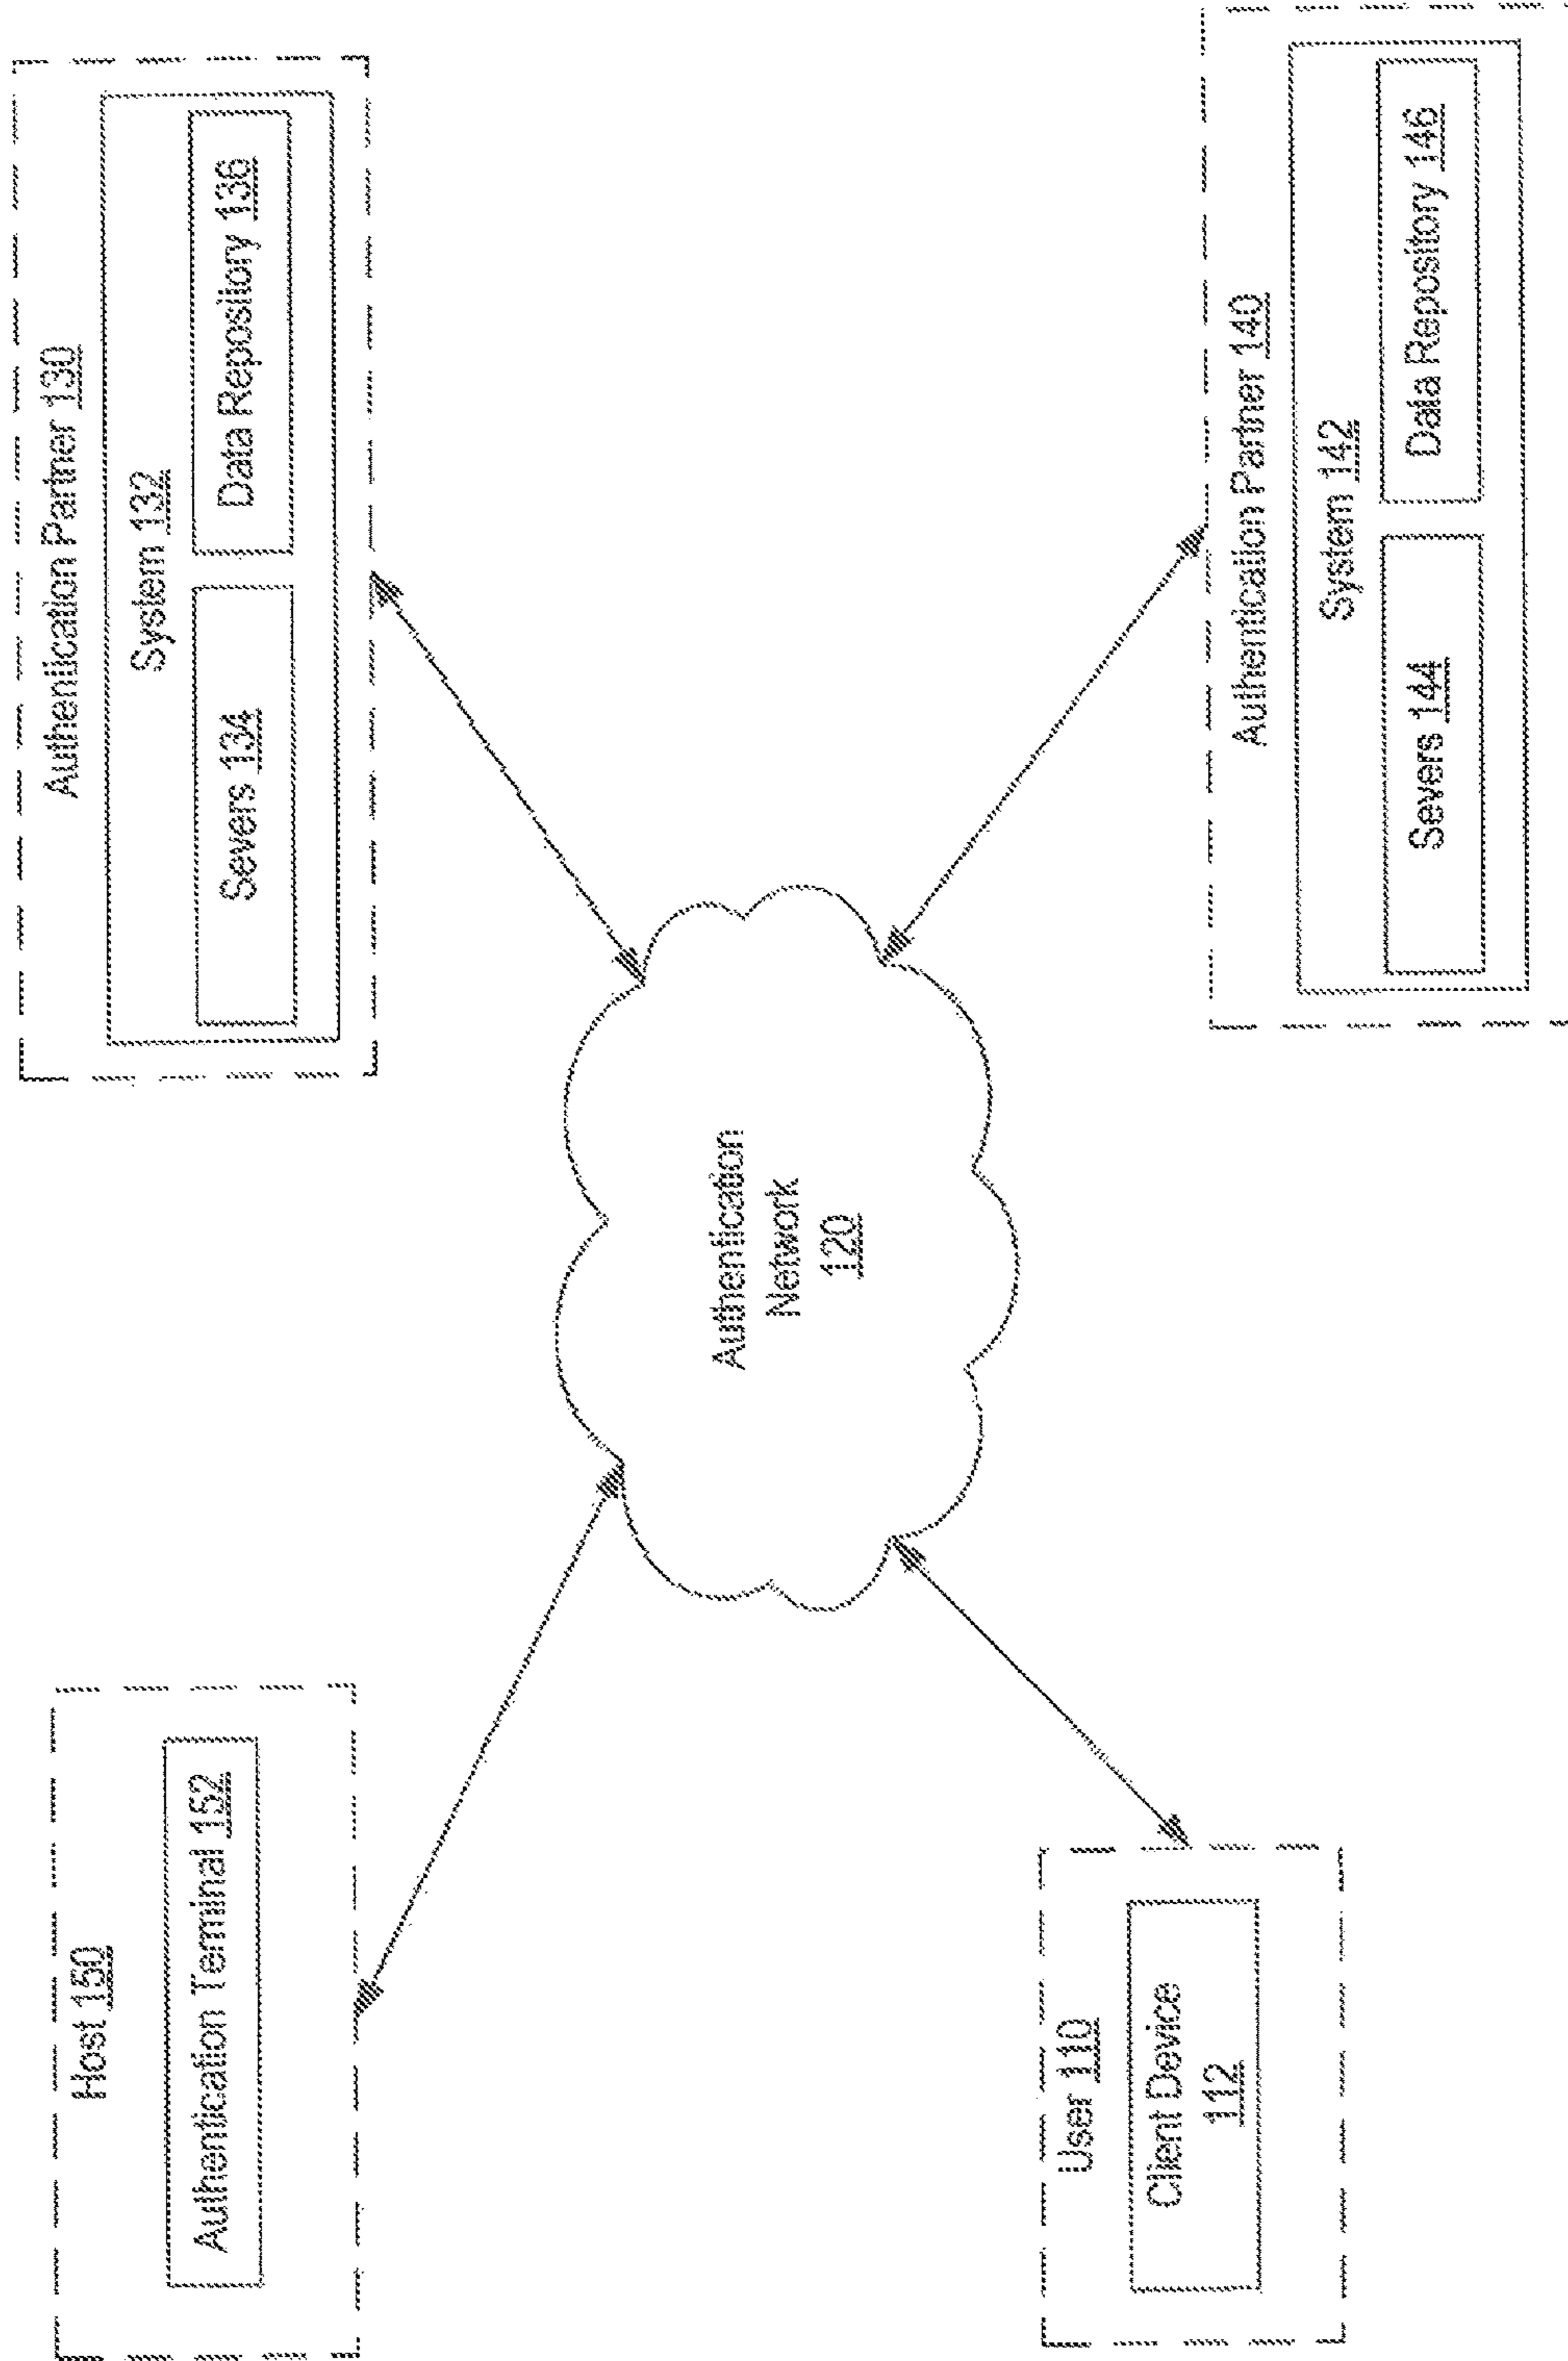 Host 150
Authentication Terminal 152
Authentication Partner 130
System 132
Severs 134
Data Repository 136
Authentication
Network
120
User 110
Client Device
112
Authentication Partner 140
System 142
Severs 144
Data Repository 146